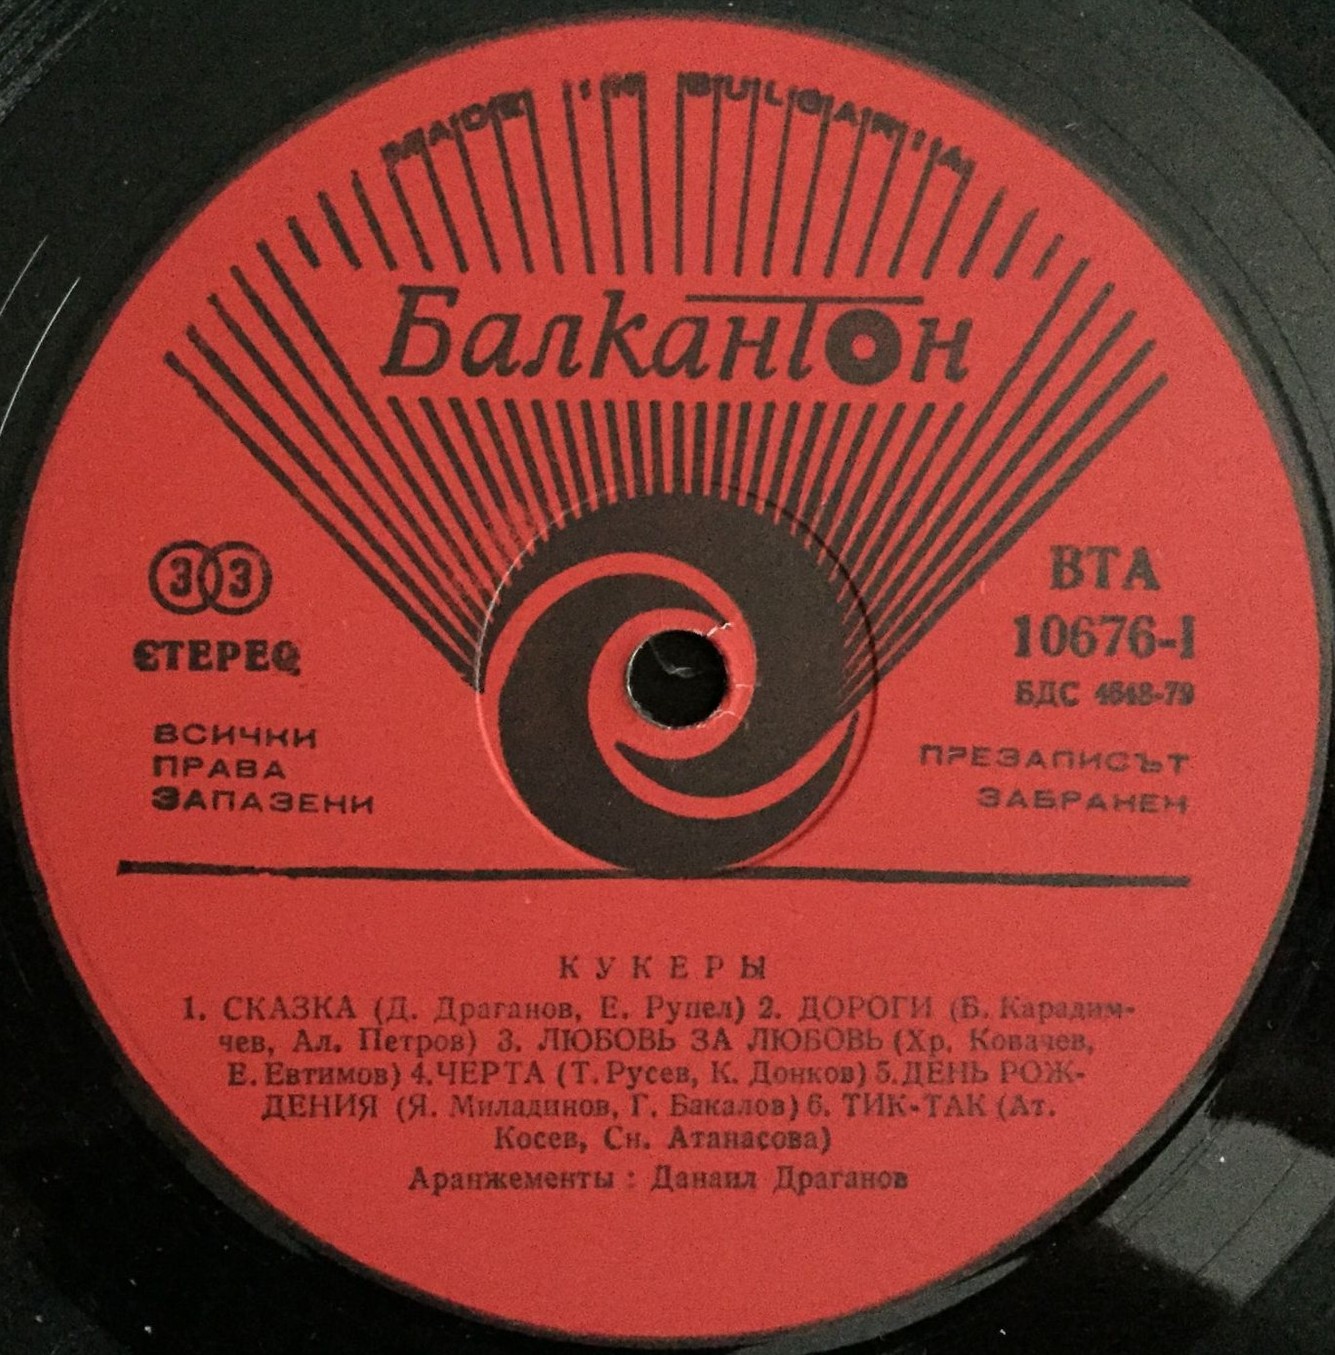 MADE IN BULGARIA
Балкантон
33
СТЕРЕО
ВСИЧКИ
ПРАВА
ЗАПАЗЕНИ
ВТА
10676-I
БДС 4648-79
ПРЕЗАПИСЪТ
ЗАБРАНЕН
КУКЕРЫ
1. СКАЗКА (Д. Драганов, Е. Рупел) 2. ДОРОГИ (Б. Карадим-
чев, Ал. Петров) 3. ЛЮБОВЬ ЗА ЛЮБОВЬ (Хр. Ковачев,
Е. Евтимов) 4.ЧЕРТА (Т. Русев, К. Донков) 5.ДЕНЬ РОЖ-
ДЕНИЯ (Я. Миладинов, Г. Бакалов) 6. ТИК-ТАК (Ат.
Косев, Сн. Атанасова)
Аранжементы : Данаил Драганов